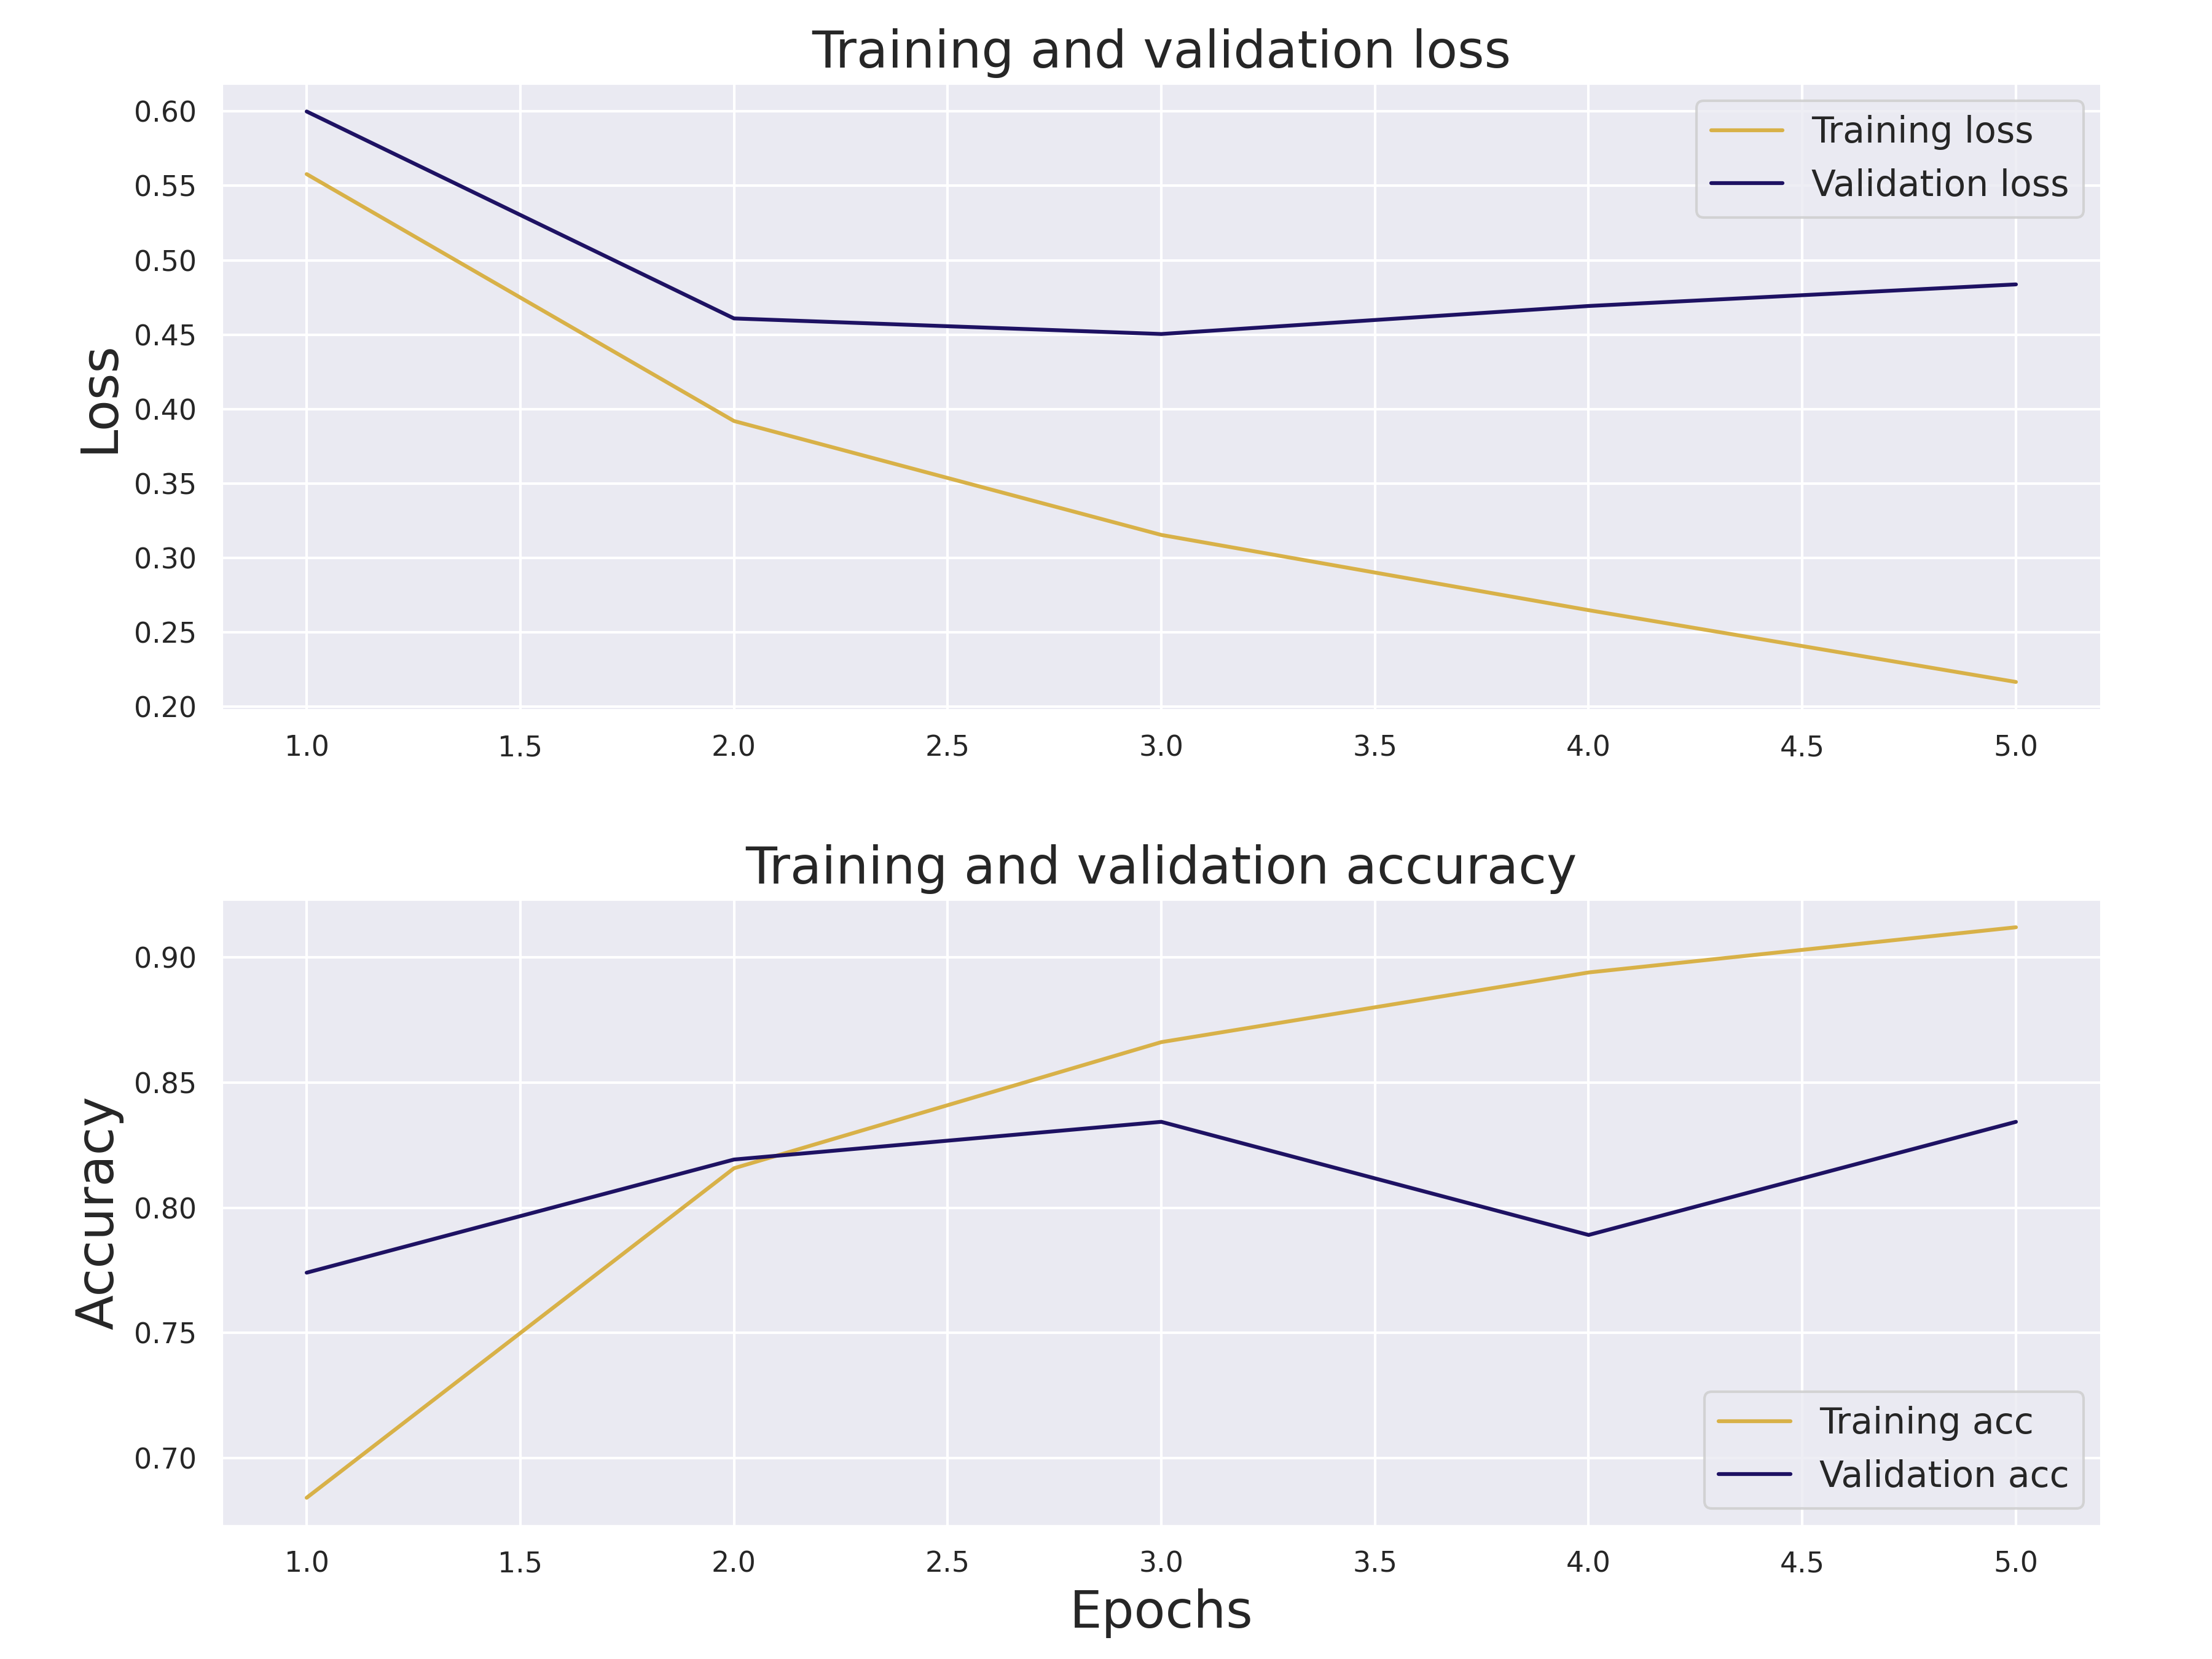 Training and validation loss
0.60
0.55
0.50
0.45
0.40
0.35
0.30
0.25
0.20
Loss
Training loss
Validation loss
1.0 1.5 2.0 2.5 3.0 3.5 4.0 4.5 5.0
Training and validation accuracy
0.90
0.85
0.80
0.75
0.70
Accuracy
Training acc
Validation acc
1.0 1.5 2.0 2.5 3.0 3.5 4.0 4.5 5.0
Epochs